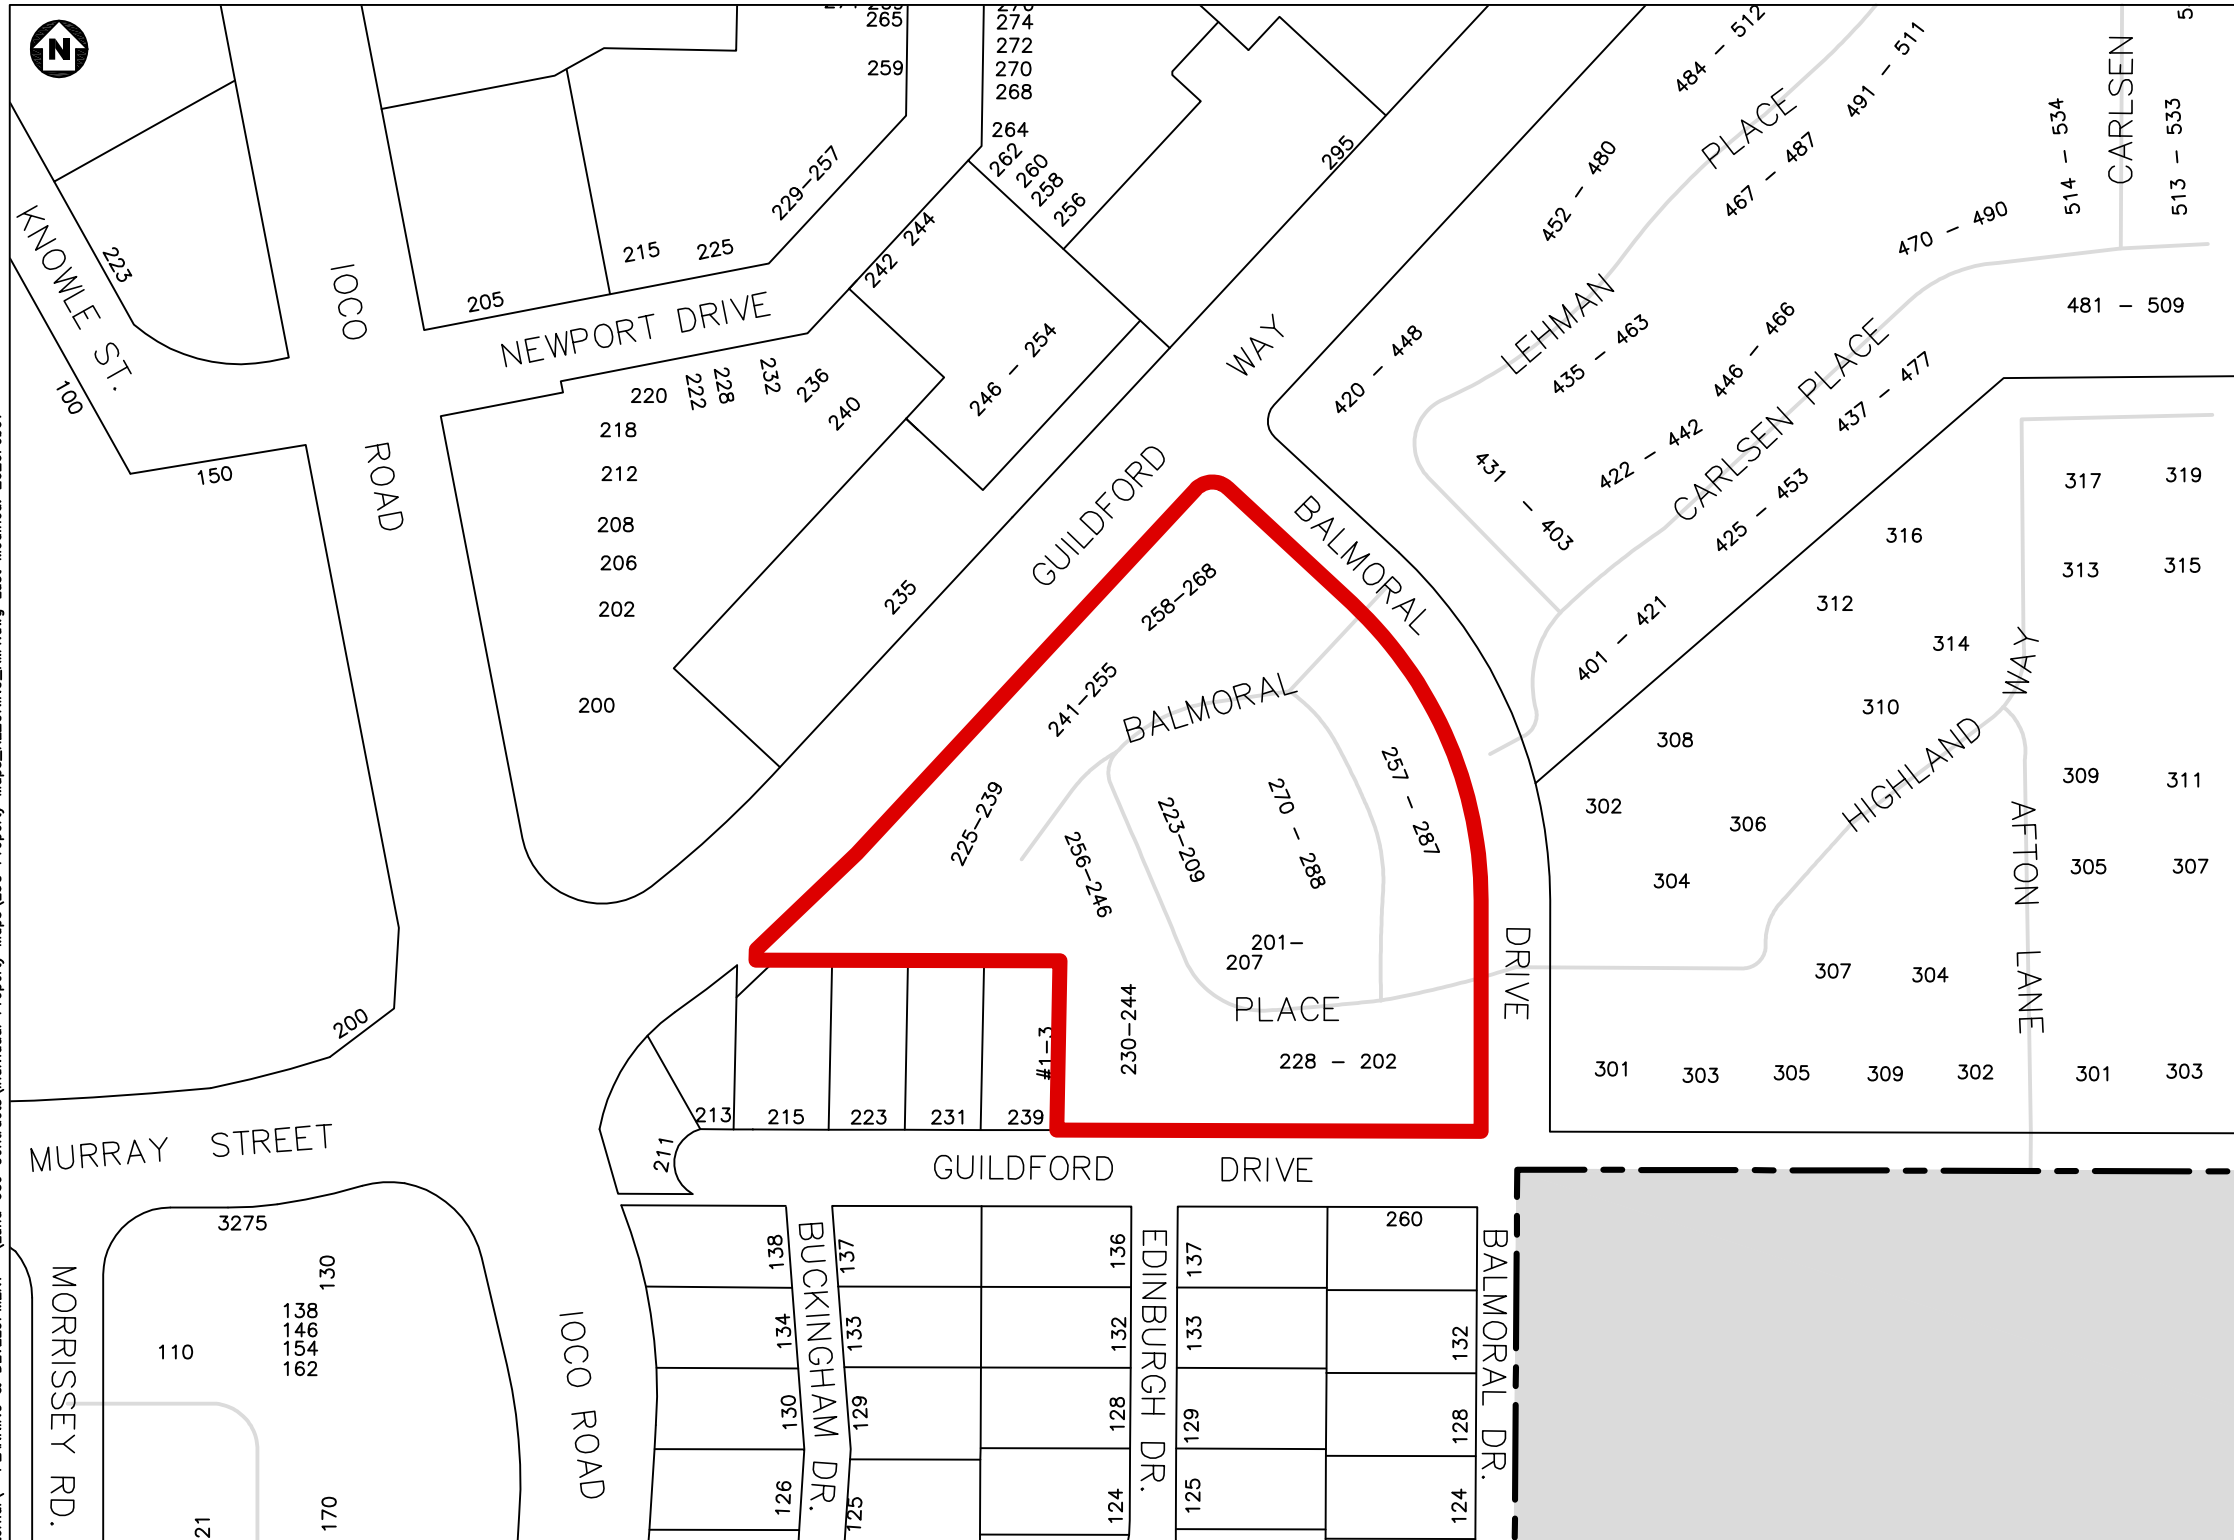 N
265
259
274
272
270
268
264
262
260
258
256
229-257
215
225
205
NEWPORT DRIVE
KNOWLE ST.
223
100
150
IOCO
ROAD
242
244
246 - 254
295
220
222
228
232
236
240
218
212
208
206
202
200
235
GUILDFORD
WAY
484 - 512
491 - 511
PLACE
452 - 480
467 - 487
LEHMAN
435 - 463
420 - 448
431 - 403
CARLSEN
514 - 534
513 - 533
470 - 490
481 - 509
446 - 466
422 - 442
CARLSEN PLACE
437 - 477
425 - 453
401 - 421
BALMORAL
DRIVE
258-268
241-255
225-239
BALMORAL
PLACE
257 - 287
270 - 288
223-209
256-246
201-
207
230-244
228 - 202
317
319
316
313
315
312
314
310
308
302
306
304
HIGHLAND
WAY
309
311
305
307
AFTON LANE
307
304
301
303
305
309
302
301
303
200
MURRAY STREET
#1-3
213
215
223
231
239
211
GUILDFORD DRIVE
3275
130
138
146
154
162
110
170
21
MORRISSEY RD.
IOCO ROAD
138
134
130
126
BUCKINGHAM DR.
137
133
129
125
136
132
128
124
EDINBURGH DR.
137
133
129
125
260
132
128
124
BALMORAL DR.